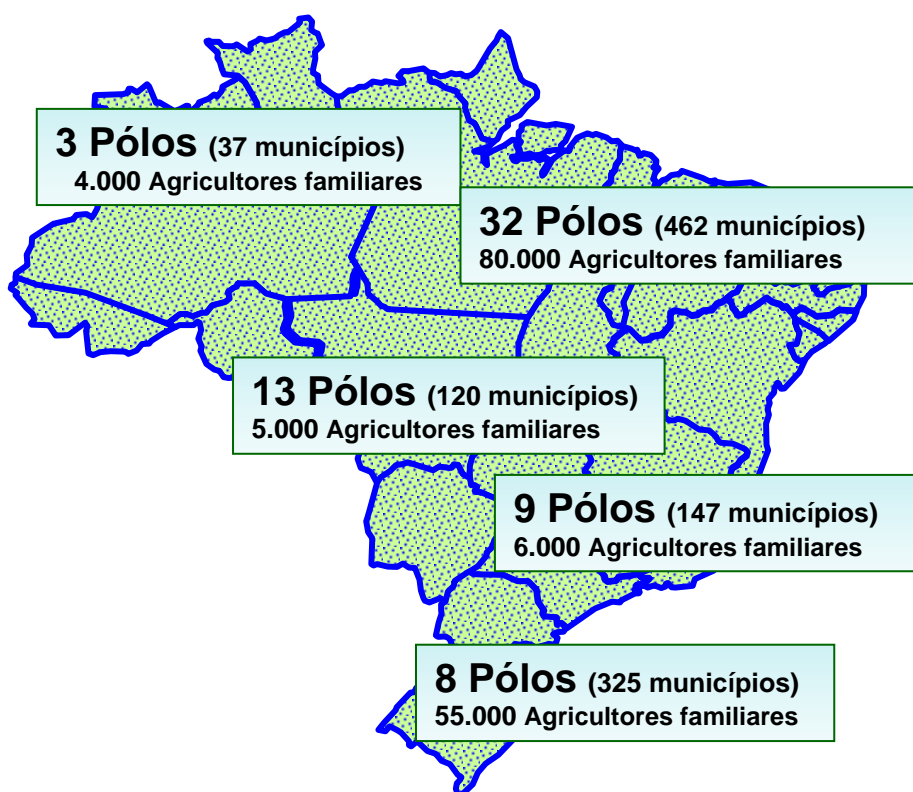 3 Pólos (37 municípios)
4.000 Agricultores familiares
32 Pólos (462 municípios)
80.000 Agricultores familiares
13 Pólos (120 municípios)
5.000 Agricultores familiares
9 Pólos (147 municípios)
6.000 Agricultores familiares
8 Pólos (325 municípios)
55.000 Agricultores familiares